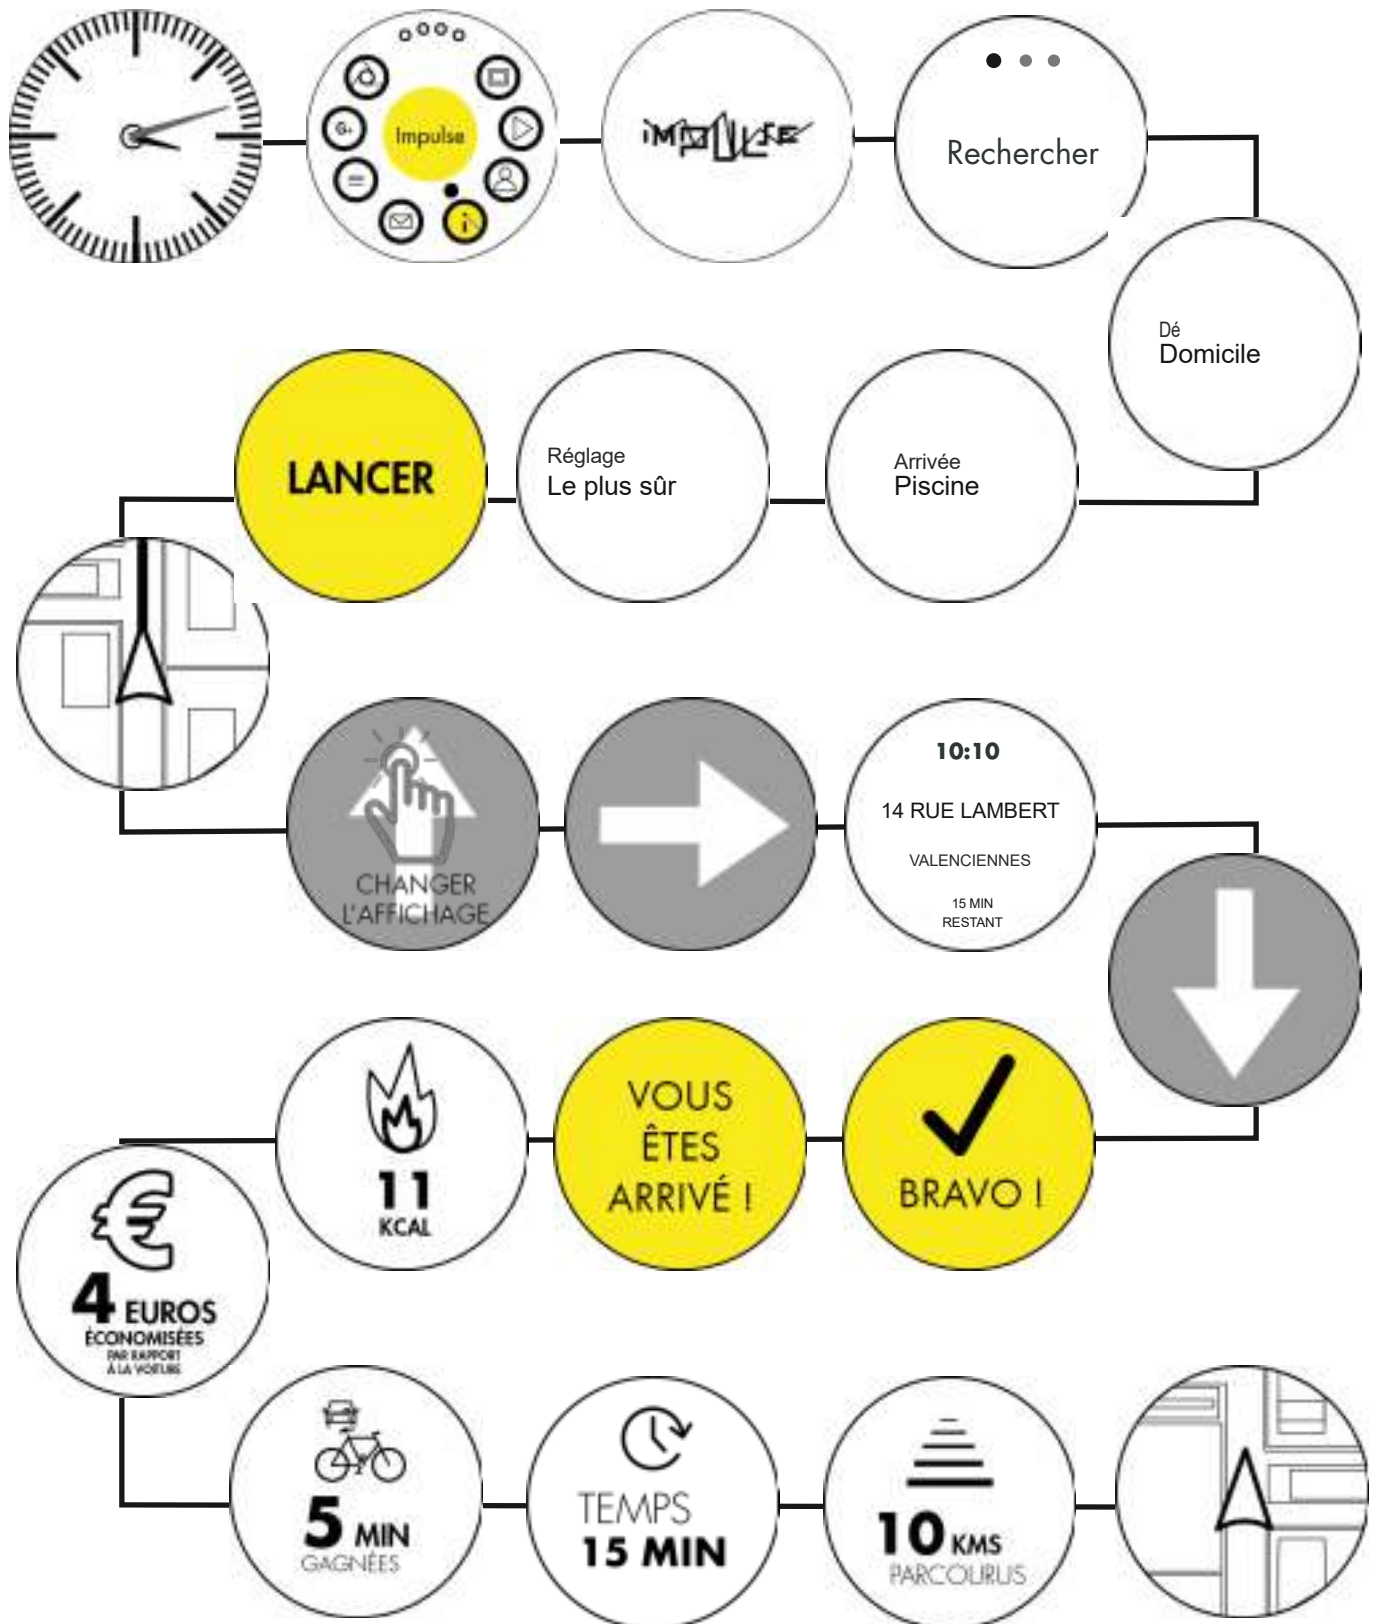 Impulse
G+
i
IMPULSE
Rechercher
Dé
Domicile
Arrivée
Piscine
Réglage
Le plus sûr
LANCER
CHANGER
L'AFFICHAGE
10:10
14 RUE LAMBERT
VALENCIENNES
15 MIN
RESTANT
BRAVO !
VOUS
ÊTES
ARRIVÉ !
11
KCAL
€
4 EUROS
ÉCONOMISÉES
PAR RAPPORT
À LA VOITURE
5 MIN
GAGNÉES
TEMPS
15 MIN
10 KMS
PARCOURUS